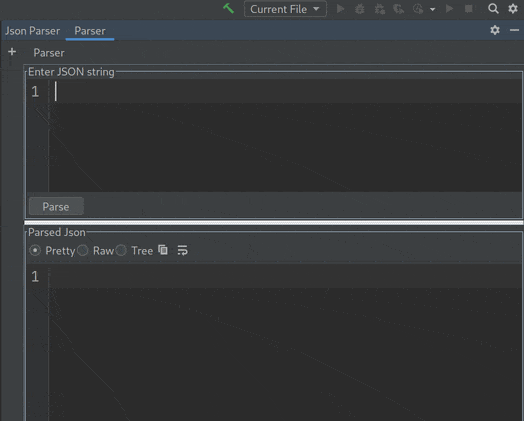 Current File
Json Parser Parser
+ Parser
Enter JSON string
1
Parse
Parsed Json
Pretty Raw Tree
1